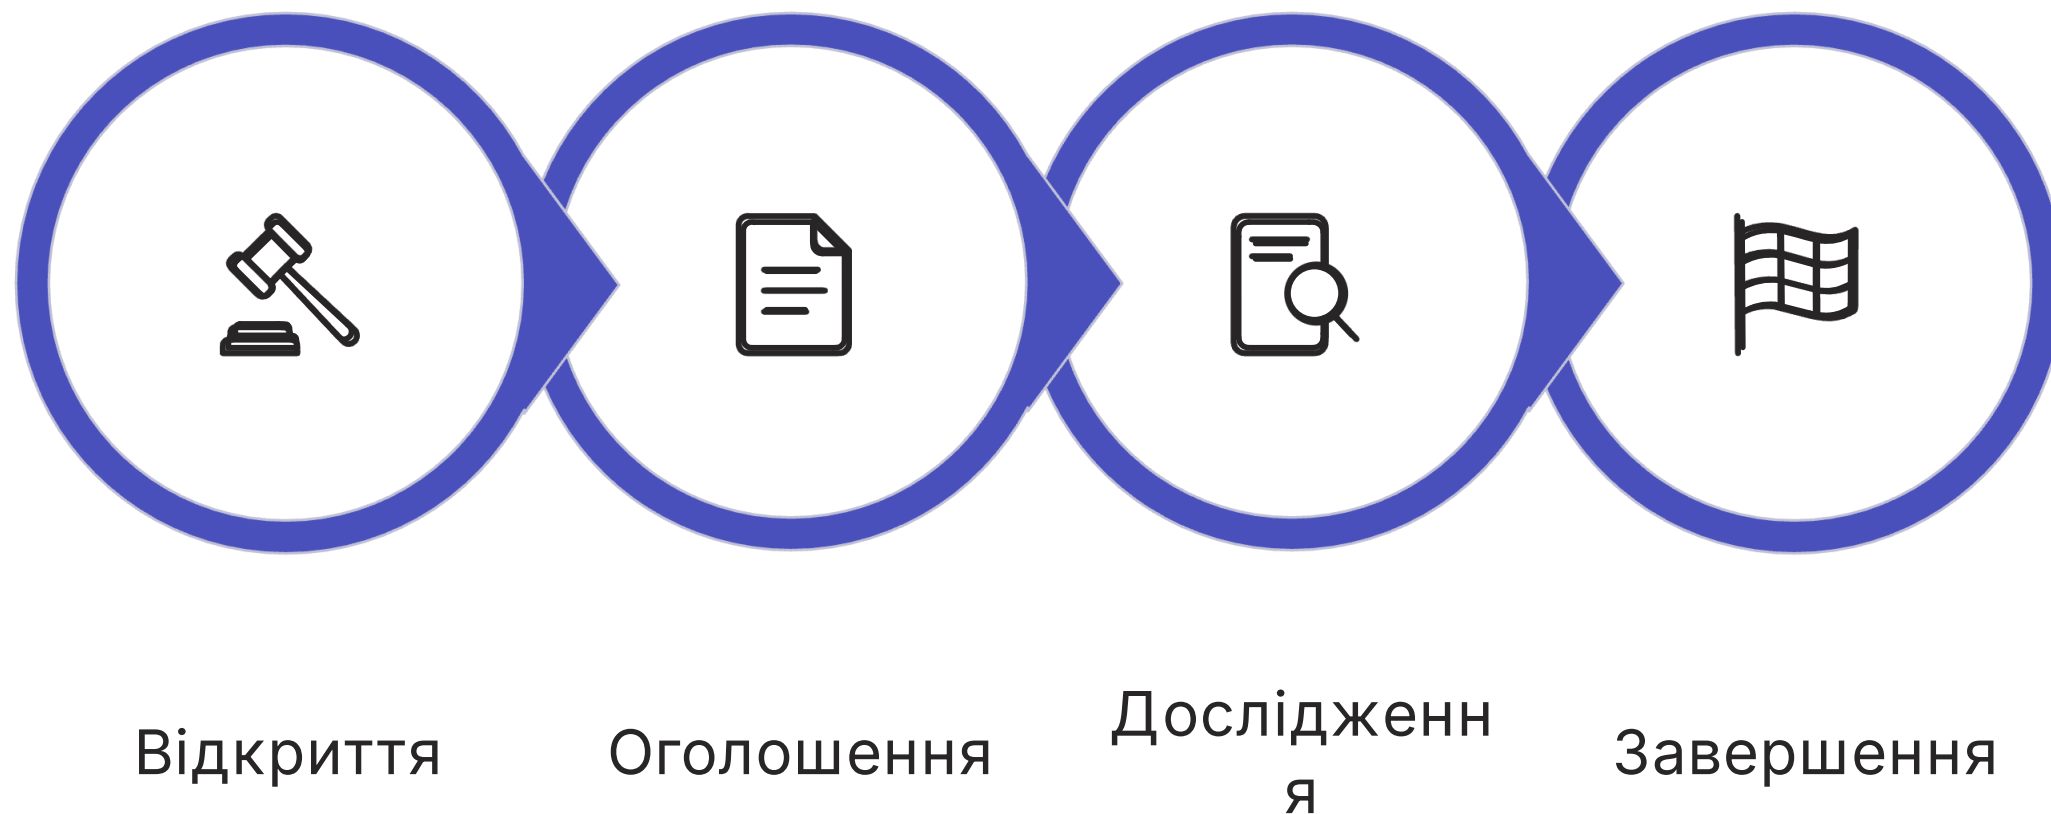 Відкриття
Оголошення
Дослідженн
я
Завершення